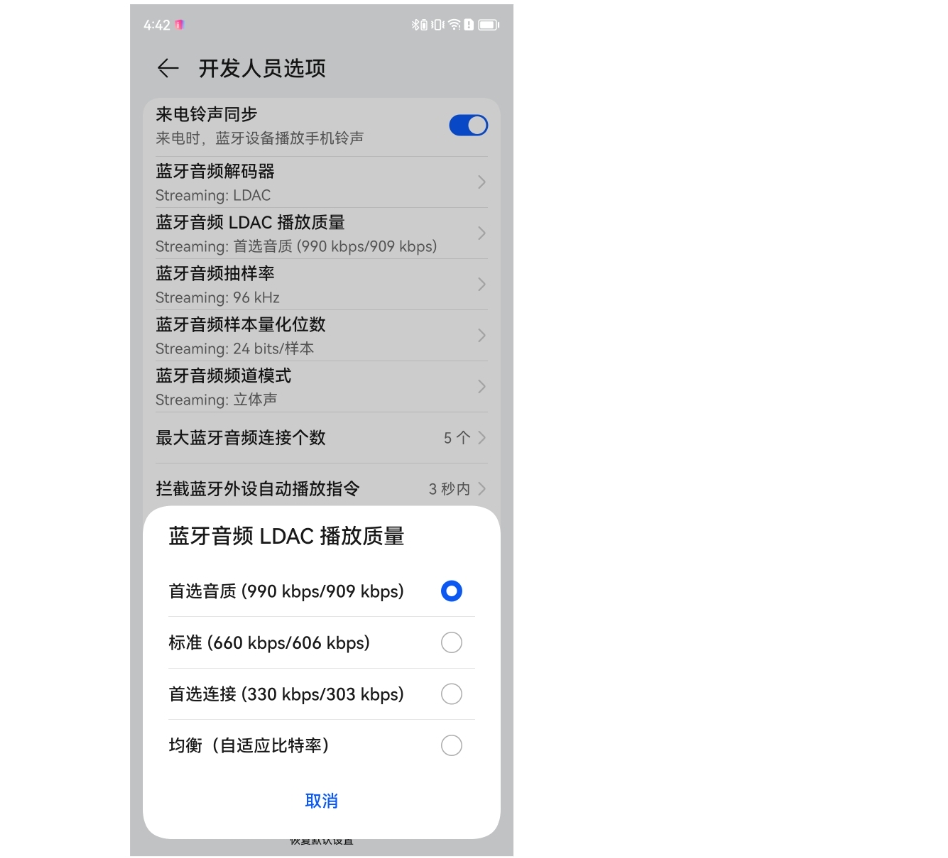 4:42
开发人员选项
来电铃声同步
来电时，蓝牙设备播放手机铃声
蓝牙音频解码器
Streaming: LDAC
蓝牙音频 LDAC 播放质量
Streaming: 首选音质 (990 kbps/909 kbps)
蓝牙音频抽样率
Streaming: 96 kHz
蓝牙音频样本量化位数
Streaming: 24 bits/样本
蓝牙音频频道模式
Streaming: 立体声
最大蓝牙音频连接个数 5 个
拦截蓝牙外设自动播放指令 3 秒内
蓝牙音频 LDAC 播放质量
首选音质 (990 kbps/909 kbps)
标准 (660 kbps/606 kbps)
首选连接 (330 kbps/303 kbps)
均衡（自适应比特率）
取消
恢复默认设置